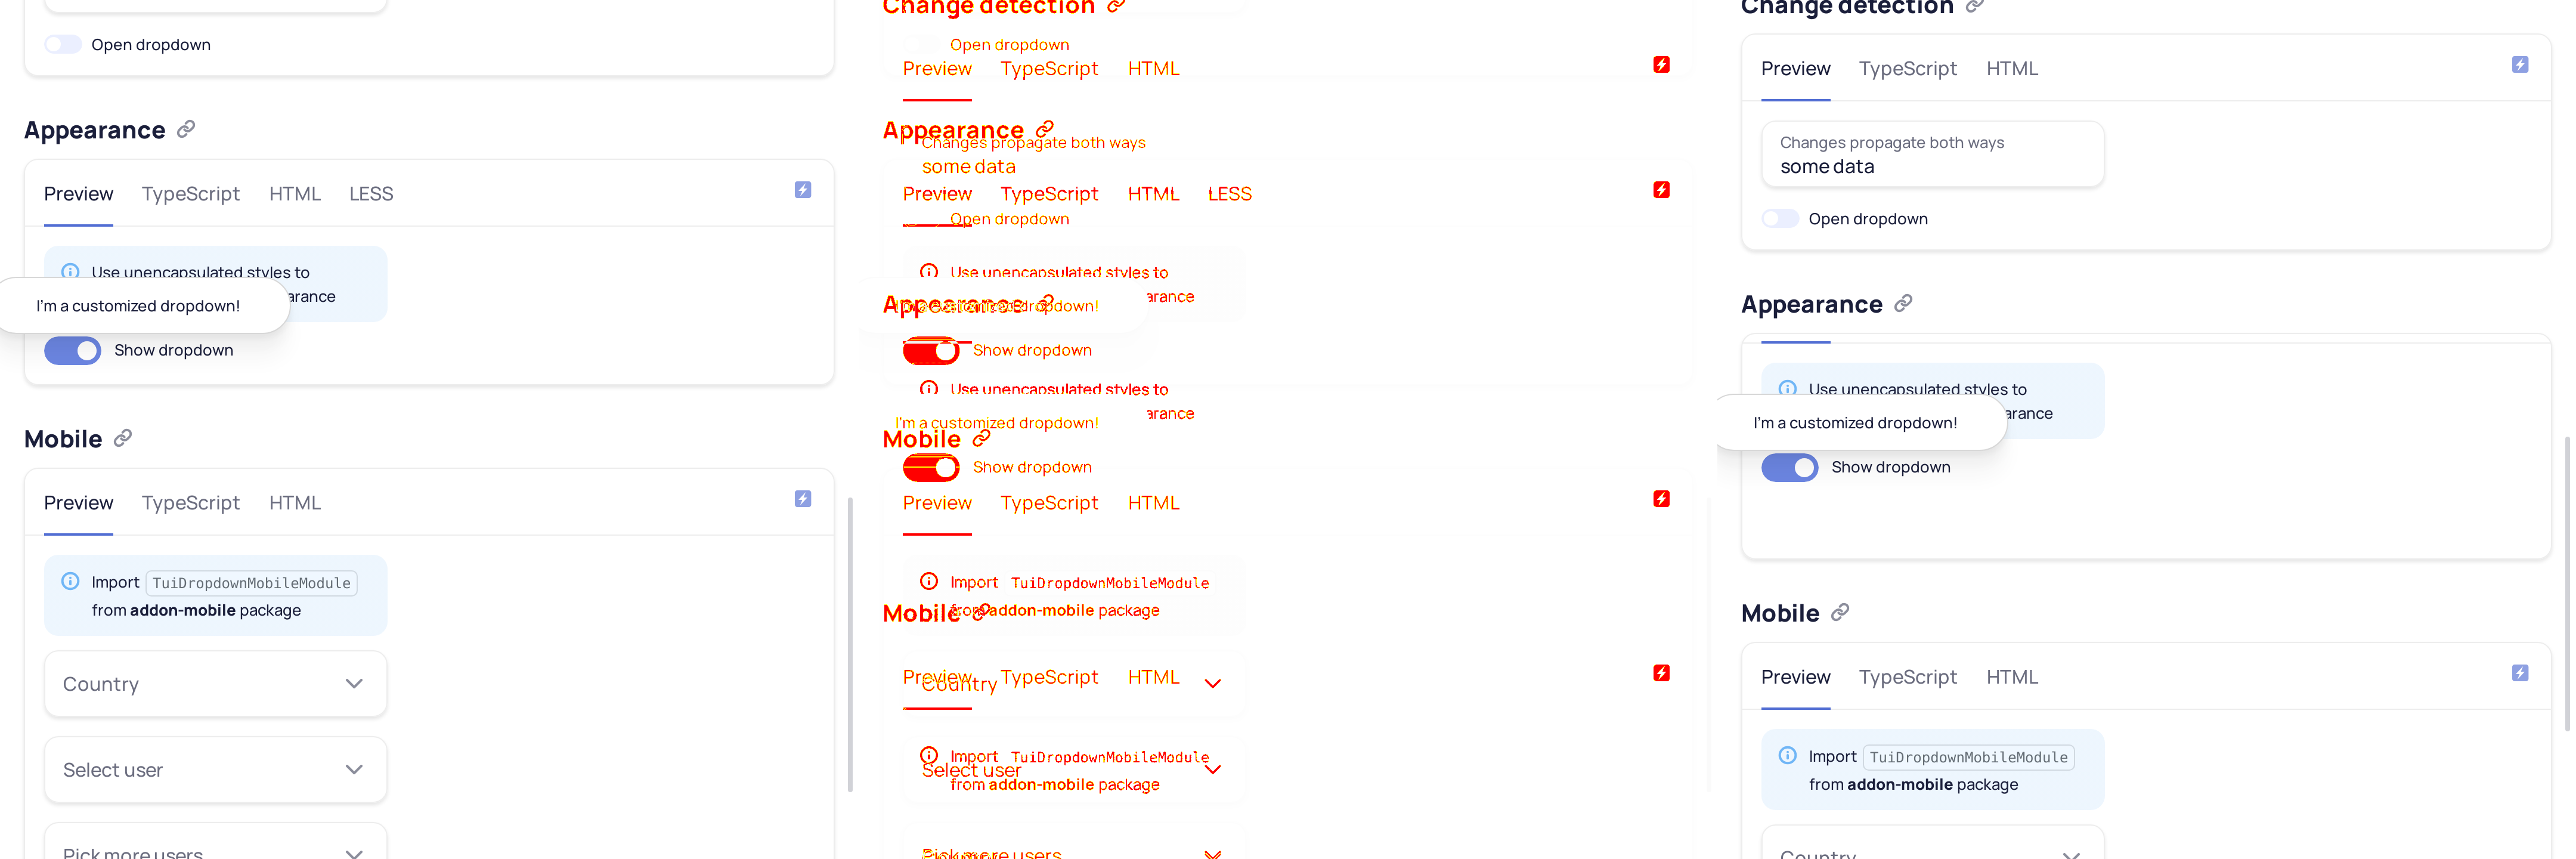 Open dropdown
Appearance
Preview TypeScript HTML LESS
Use unencapsulated styles to
arance
I'm a customized dropdown!
Show dropdown
Mobile
Preview TypeScript HTML
Import TuiDropdownMobileModule
from addon-mobile package
Country
Select user
Pick more users
Change detection
Open dropdown
Preview TypeScript HTML
Appearance
Changes propagate both ways
some data
Preview TypeScript HTML LESS
Open dropdown
Use unencapsulated styles to
arance
Appearance
I'm a customized dropdown!
Show dropdown
Use unencapsulated styles to
arance
I'm a customized dropdown!
Mobile
Show dropdown
Preview TypeScript HTML
Import TuiDropdownMobileModule
from addon-mobile package
Mobile
Preview TypeScript HTML
Country
Import TuiDropdownMobileModule
Select user
from addon-mobile package
Pick more users
Change detection
Preview TypeScript HTML
Changes propagate both ways
some data
Open dropdown
Appearance
Use unencapsulated styles to
arance
I'm a customized dropdown!
Show dropdown
Mobile
Preview TypeScript HTML
Import TuiDropdownMobileModule
from addon-mobile package
Country